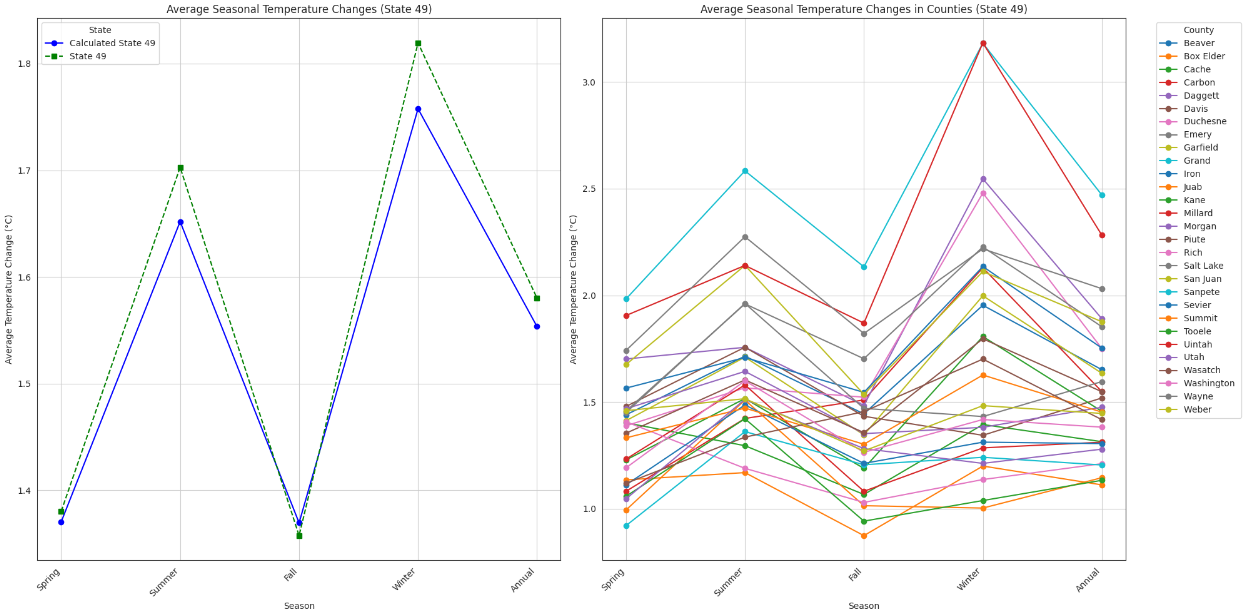 Average Seasonal Temperature Changes (State 49)
State
Calculated State 49
State 49
1.8
1.7
1.6
1.5
1.4
Average Temperature Change (°C)
Spring
Summer
Fall
Winter
Annual
Season
Average Seasonal Temperature Changes in Counties (State 49)
3.0
2.5
2.0
1.5
1.0
Average Temperature Change (°C)
Spring
Summer
Fall
Winter
Annual
Season
County
Beaver
Box Elder
Cache
Carbon
Daggett
Davis
Duchesne
Emery
Garfield
Grand
Iron
Juab
Kane
Millard
Morgan
Piute
Rich
Salt Lake
San Juan
Sanpete
Sevier
Summit
Tooele
Uintah
Utah
Wasatch
Washington
Wayne
Weber